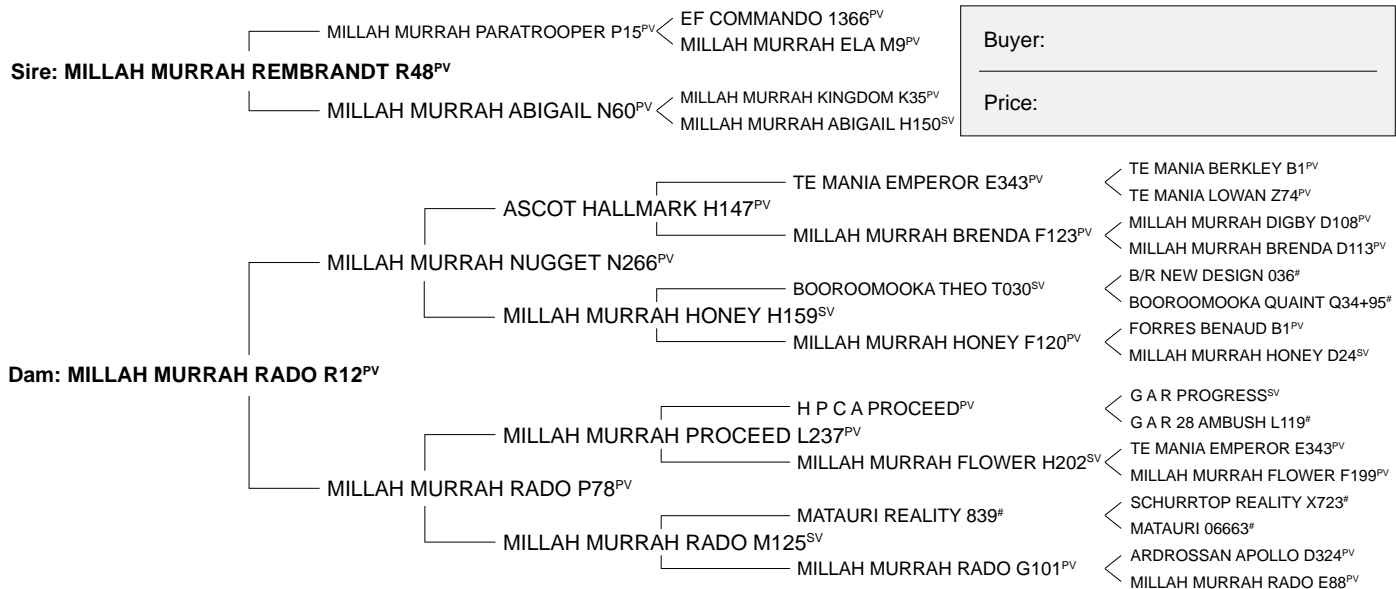 MILLAH MURRAH PARATROOPER P15PV
EF COMMANDO 1366PV
MILLAH MURRAH ELA M9PV
Sire: MILLAH MURRAH REMBRANDT R48PV
MILLAH MURRAH ABIGAIL N60PV
MILLAH MURRAH KINGDOM K35PV
MILLAH MURRAH ABIGAIL H150SV
Buyer:
Price:
TE MANIA EMPEROR E343PV
TE MANIA BERKLEY B1PV
TE MANIA LOWAN Z74PV
ASCOT HALLMARK H147PV
MILLAH MURRAH BRENDA F123PV
MILLAH MURRAH DIGBY D108PV
MILLAH MURRAH BRENDA D113PV
MILLAH MURRAH NUGGET N266PV
BOOROOMOOKA THEO T030SV
B/R NEW DESIGN 036#
BOOROOMOOKA QUAINT Q34+95#
MILLAH MURRAH HONEY H159SV
MILLAH MURRAH HONEY F120PV
FORRES BENAUD B1PV
MILLAH MURRAH HONEY D24SV
Dam: MILLAH MURRAH RADO R12PV
H P C A PROCEEDPV
G A R PROGRESSSV
G A R 28 AMBUSH L119#
MILLAH MURRAH PROCEED L237PV
MILLAH MURRAH FLOWER H202SV
TE MANIA EMPEROR E343PV
MILLAH MURRAH FLOWER F199PV
MILLAH MURRAH RADO P78PV
MATAURI REALITY 839#
SCHURRTOP REALITY X723#
MATAURI 06663#
MILLAH MURRAH RADO M125SV
MILLAH MURRAH RADO G101PV
ARDROSSAN APOLLO D324PV
MILLAH MURRAH RADO E88PV